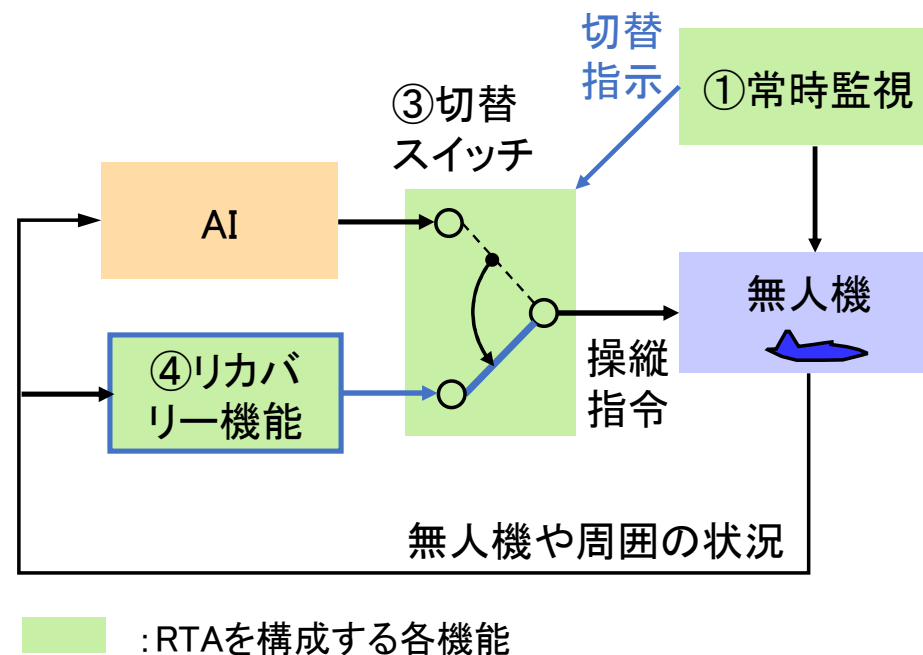 切替
指示
①常時監視
③切替
スイッチ
AI
無人機
④リカバ
リー機能
操縦
指令
無人機や周囲の状況
：RTAを構成する各機能